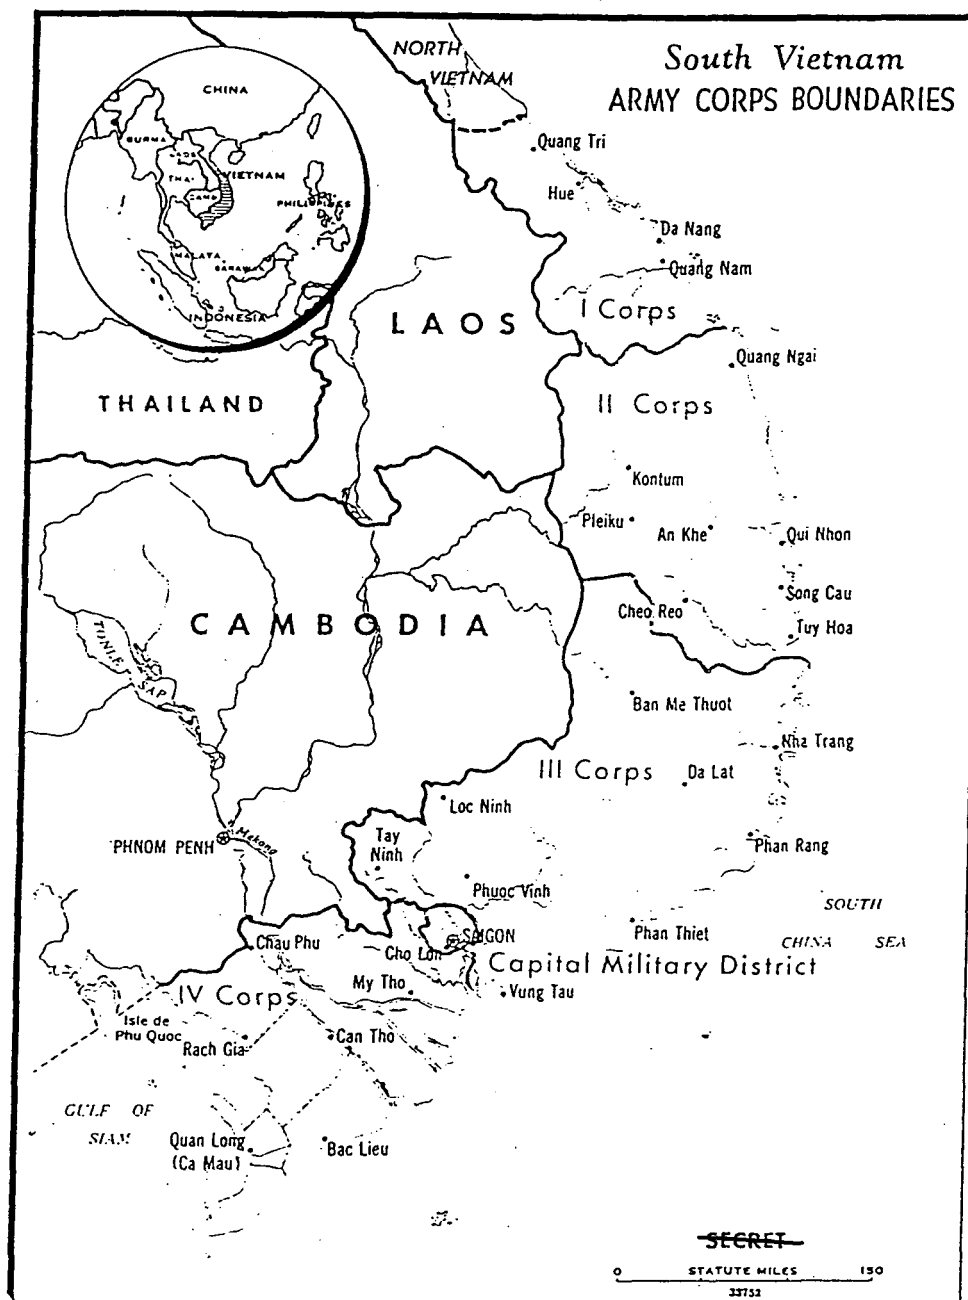 South Vietnam
ARMY CORPS BOUNDARIES
NORTH
VIETNAM
CHINA
BURMA
LAOS
VIETNAM
THAI.
CAMB.
PHILIPPINES
MALAYA
SARAWAK
INDONESIA
Quang Tri
Hue
Da Nang
Quang Nam
I Corps
LAOS
Quang Ngai
THAILAND
II Corps
Kontum
Pleiku
An Khe
Qui Nhon
Song Cau
Cheo Reo
Tuy Hoa
CAMBODIA
TONLE
SAP
Ban Me Thuot
Nha Trang
III Corps
Da Lat
Loc Ninh
Tay
Ninh
PHNOM PENH
Mekong
Phan Rang
Phuoc Vinh
SOUTH
CHINA SEA
Phan Thiet
SAIGON
Chau Phu
Cho Lon
Capital Military District
My Tho
Vung Tau
IV Corps
Isle de
Phu Quoc
Rach Gia
Can Tho
GULF OF
SIAM
Quan Long
(Ca Mau)
Bac Lieu
SECRET
0 STATUTE MILES 150
33752